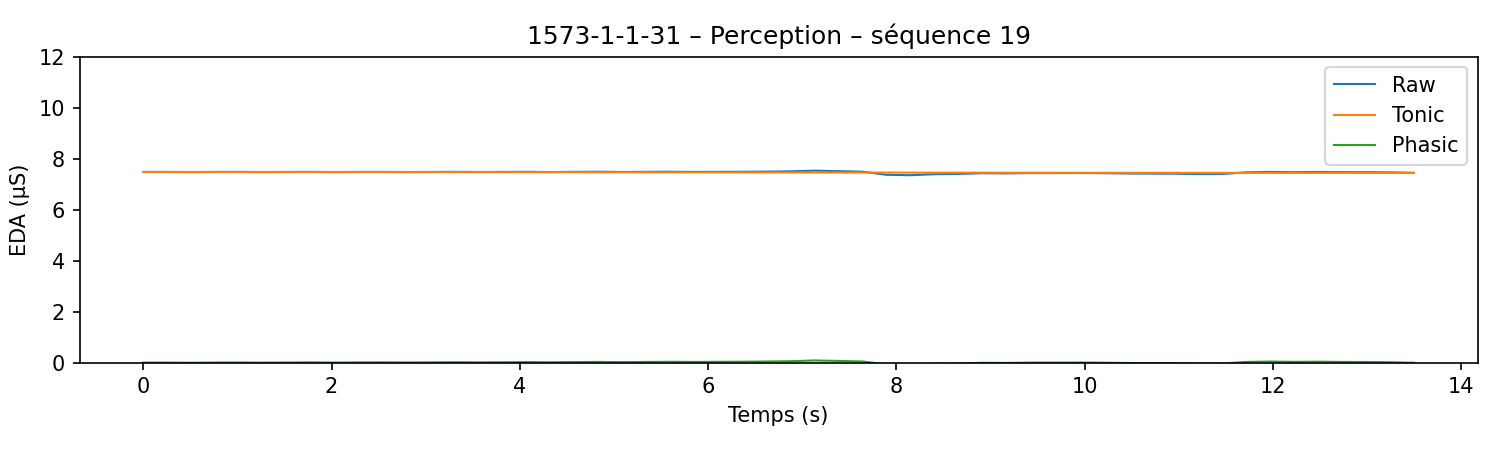 1573-1-1-31 – Perception – séquence 19
12
10
8
6
4
2
0
EDA (µS)
Raw
Tonic
Phasic
0 2 4 6 8 10 12 14
Temps (s)